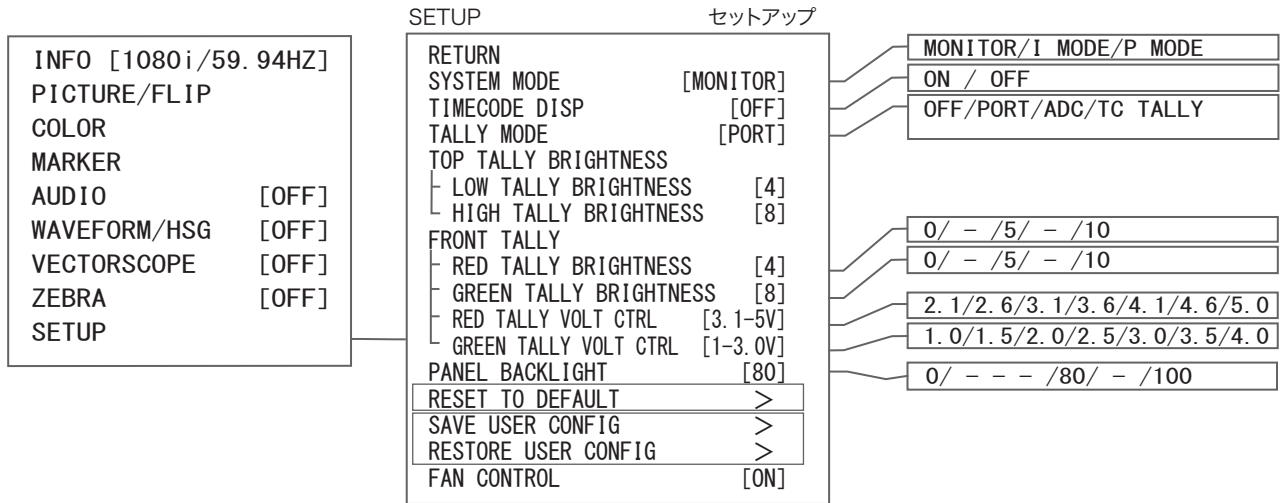 SETUP セットアップ
INFO [1080i/59.94HZ]
PICTURE/FLIP
COLOR
MARKER
AUDIO [OFF]
WAVEFORM/HSG [OFF]
VECTORSCOPE [OFF]
ZEBRA [OFF]
SETUP
RETURN
SYSTEM MODE [MONITOR]
TIMECODE DISP [OFF]
TALLY MODE [PORT]
TOP TALLY BRIGHTNESS
LOW TALLY BRIGHTNESS [4]
HIGH TALLY BRIGHTNESS [8]
FRONT TALLY
RED TALLY BRIGHTNESS [4]
GREEN TALLY BRIGHTNESS [8]
RED TALLY VOLT CTRL [3.1-5V]
GREEN TALLY VOLT CTRL [1-3.0V]
PANEL BACKLIGHT [80]
RESET TO DEFAULT >
SAVE USER CONFIG >
RESTORE USER CONFIG >
FAN CONTROL [ON]
MONITOR/I MODE/P MODE
ON / OFF
OFF/PORT/ADC/TC TALLY
0/ - /5/ - /10
0/ - /5/ - /10
2.1/2.6/3.1/3.6/4.1/4.6/5.0
1.0/1.5/2.0/2.5/3.0/3.5/4.0
0/ - - - /80/ - /100